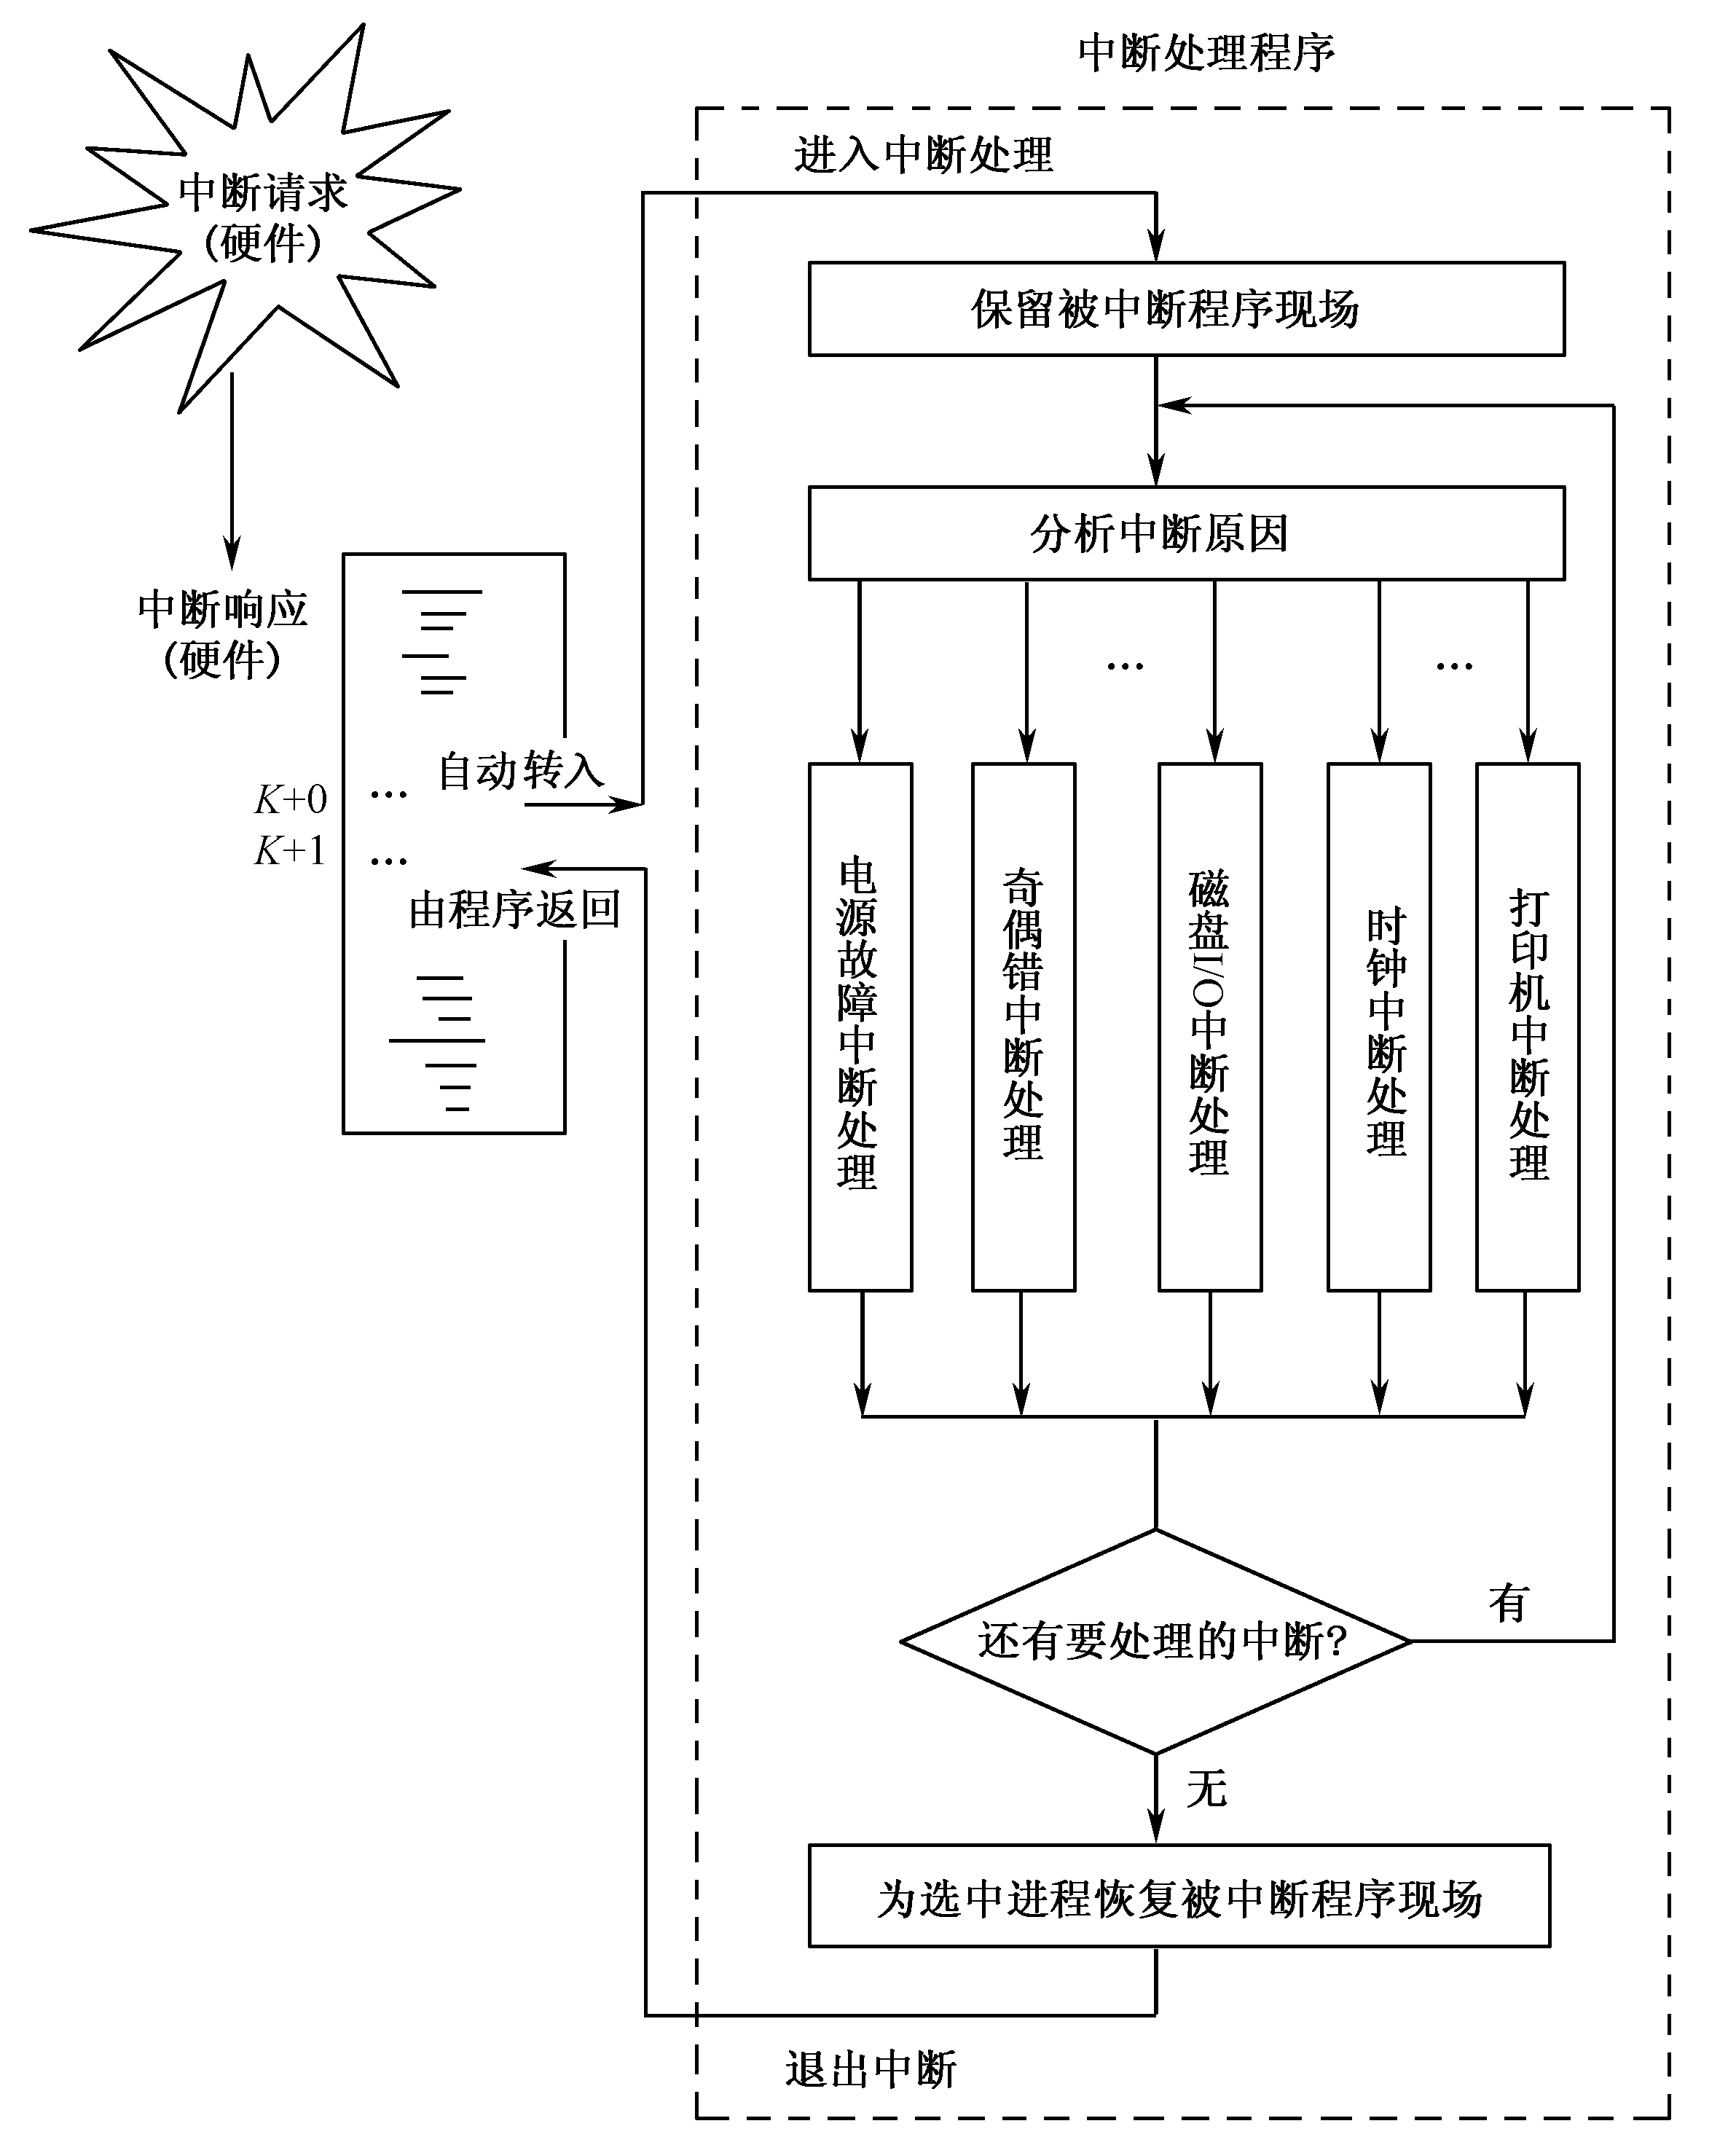 中断处理程序
进入中断处理
中断请求
(硬件)
保留被中断程序现场
分析中断原因
中断响应
(硬件)
…
…
自动转入
K+0 …
K+1 …
由程序返回
电源故障中断处理
奇偶错中断处理
磁盘I/O中断处理
时钟中断处理
打印机中断处理
还有要处理的中断?
有
无
为选中进程恢复被中断程序现场
退出中断